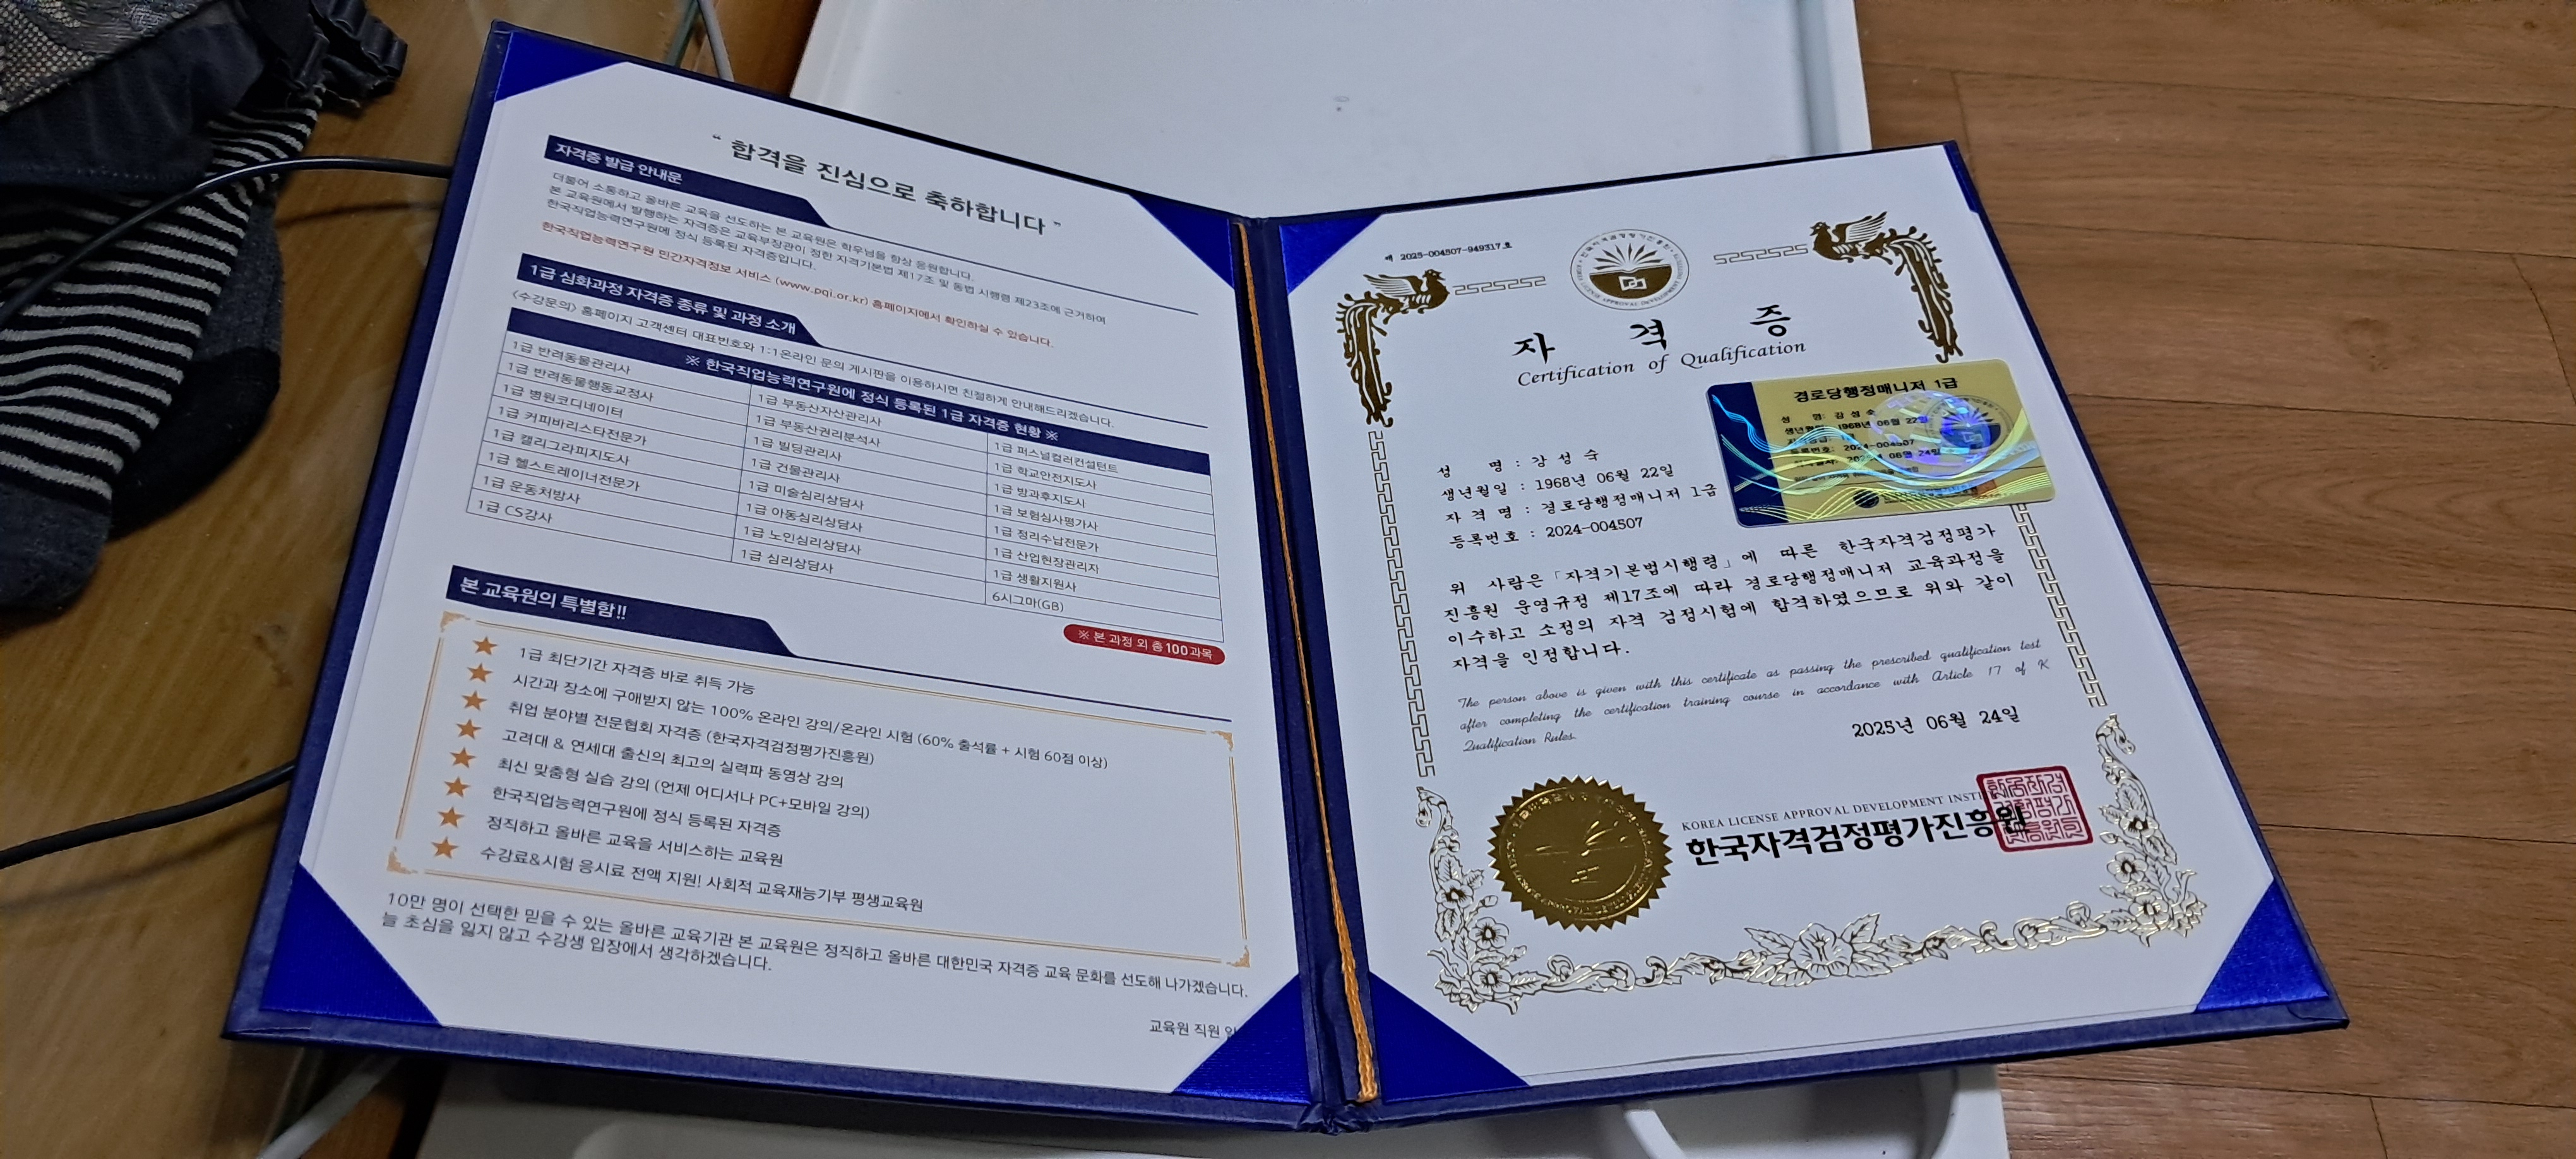 “ 합격을 진심으로 축하합니다 ”
자격증 발급 안내문
더불어 소통하고 올바른 교육을 선도하는 본 교육원은 학우님을 항상 응원합니다.
본 교육원에서 발행하는 자격증은 교육부장관이 정한 자격기본법 제17조 및 동법 시행령 제23조에 근거하여
한국직업능력연구원에 정식 등록된 자격증입니다.
한국직업능력연구원 민간자격정보 서비스 (www.pqi.or.kr) 홈페이지에서 확인하실 수 있습니다.
1급 심화과정 자격증 종류 및 과정 소개
<수강문의> 홈페이지 고객센터 대표번호와 1:1온라인 문의 게시판을 이용하시면 친절하게 안내해드리겠습니다.
※ 한국직업능력연구원에 정식 등록된 1급 자격증 현황 ※
1급 반려동물관리사
1급 반려동물행동교정사
1급 병원코디네이터
1급 커피바리스타전문가
1급 캘리그라피지도사
1급 헬스트레이너전문가
1급 운동처방사
1급 CS강사
1급 부동산자산관리사
1급 부동산권리분석사
1급 빌딩관리사
1급 건물관리사
1급 미술심리상담사
1급 아동심리상담사
1급 노인심리상담사
1급 심리상담사
1급 퍼스널컬러컨설턴트
1급 학교안전지도사
1급 방과후지도사
1급 보험심사평가사
1급 정리수납전문가
1급 산업현장관리자
1급 생활지원사
6시그마(GB)
※ 본 과정 외 총 100과목
본 교육원의 특별함!!
★ 1급 최단기간 자격증 바로 취득 가능
★ 시간과 장소에 구애받지 않는 100% 온라인 강의/온라인 시험 (60% 출석률 + 시험 60점 이상)
★ 취업 분야별 전문협회 자격증 (한국자격검정평가진흥원)
★ 고려대 & 연세대 출신의 최고의 실력파 동영상 강의
★ 최신 맞춤형 실습 강의 (언제 어디서나 PC+모바일 강의)
★ 한국직업능력연구원에 정식 등록된 자격증
★ 정직하고 올바른 교육을 서비스하는 교육원
★ 수강료&시험 응시료 전액 지원! 사회적 교육재능기부 평생교육원
10만 명이 선택한 믿을 수 있는 올바른 교육기관 본 교육원은 정직하고 올바른 대한민국 자격증 교육 문화를 선도해 나가겠습니다.
늘 초심을 잃지 않고 수강생 입장에서 생각하겠습니다.
교육원 직원
제 2025-004507-949317 호
자 격 증
Certification of Qualification
경로당행정매니저 1급
성 명: 강성숙
생년월일: 1968년 06월 22일
등록번호: 2024-004507
성 명 : 강성숙
생년월일 : 1968년 06월 22일
자 격 명 : 경로당행정매니저 1급
등록번호 : 2024-004507
위 사람은 「자격기본법시행령」에 따른 한국자격검정평가
진흥원 운영규정 제17조에 따라 경로당행정매니저 교육과정을
이수하고 소정의 자격 검정시험에 합격하였으므로 위와 같이
자격을 인정합니다.
The person above is given with this certificate as passing the prescribed qualification test
after completing the certification training course in accordance with Article 17 of K
Qualification Rules.
2025년 06월 24일
KOREA LICENSE APPROVAL DEVELOPMENT
한국자격검정평가진흥원